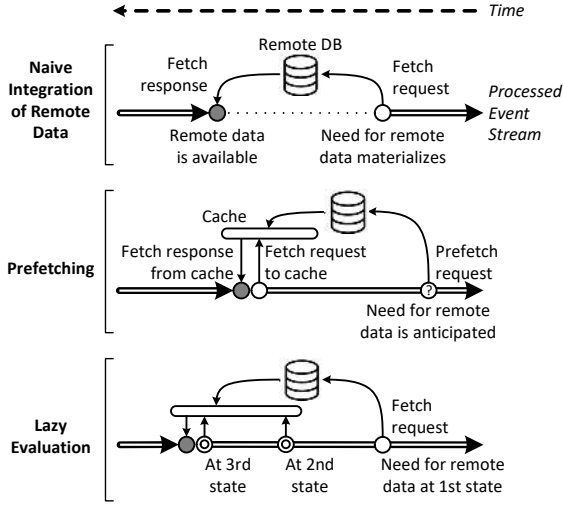 Time
Naive
Integration
of Remote
Data
Fetch
response
Remote DB
Fetch
request
Processed
Event
Stream
Remote data
is available
Need for remote
data materializes
Prefetching
Cache
Fetch response
from cache
Fetch request
to cache
Prefetch
request
?
Need for remote
data is anticipated
Lazy
Evaluation
Fetch
request
At 3rd
state
At 2nd
state
Need for remote
data at 1st state